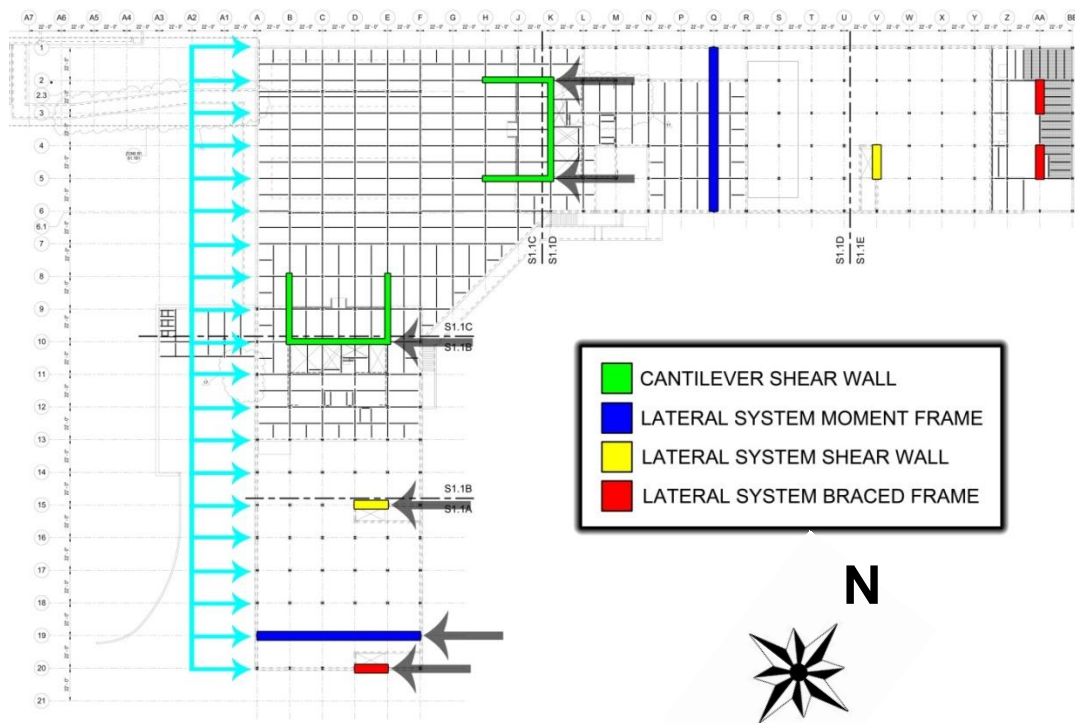 A7 A6 A5 A4 A3 A2 A1 A B C D E F G H J K L M N P Q R S T U V W X Y Z AA
1
2
2.3
3
4
5
6
6.1
7
8
9
10
11
12
13
14
15
16
17
18
19
20
21
S1.1C S1.1D
S1.1D S1.1E
S1.1C
S1.1B
S1.1B
S1.1A
CANTILEVER SHEAR WALL
LATERAL SYSTEM MOMENT FRAME
LATERAL SYSTEM SHEAR WALL
LATERAL SYSTEM BRACED FRAME
N